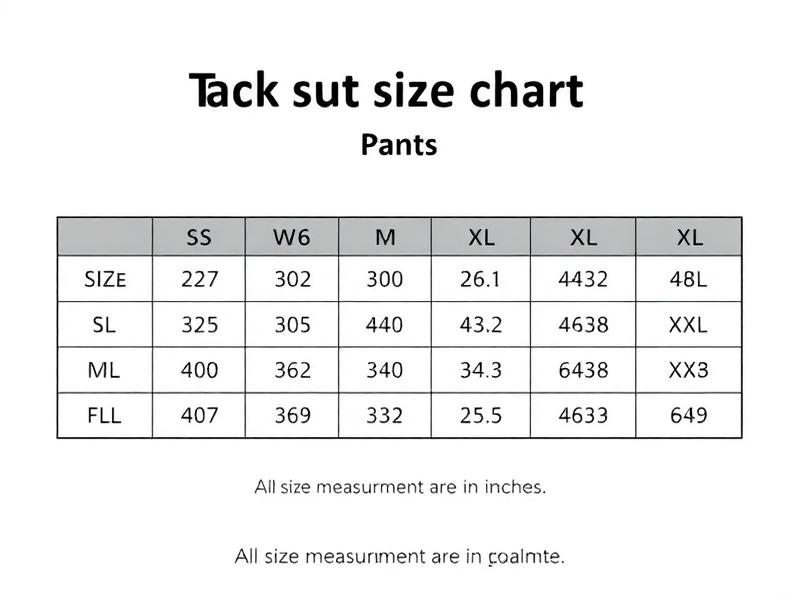 Tack sut size chart
Pants
SS W6 M XL XL XL
SIZE 227 302 300 26.1 4432 48L
SL 325 305 440 43.2 4638 XXL
ML 400 362 340 34.3 6438 XX3
FLL 407 369 332 25.5 4633 649
All size measurment are in inches.
All size measurment are in